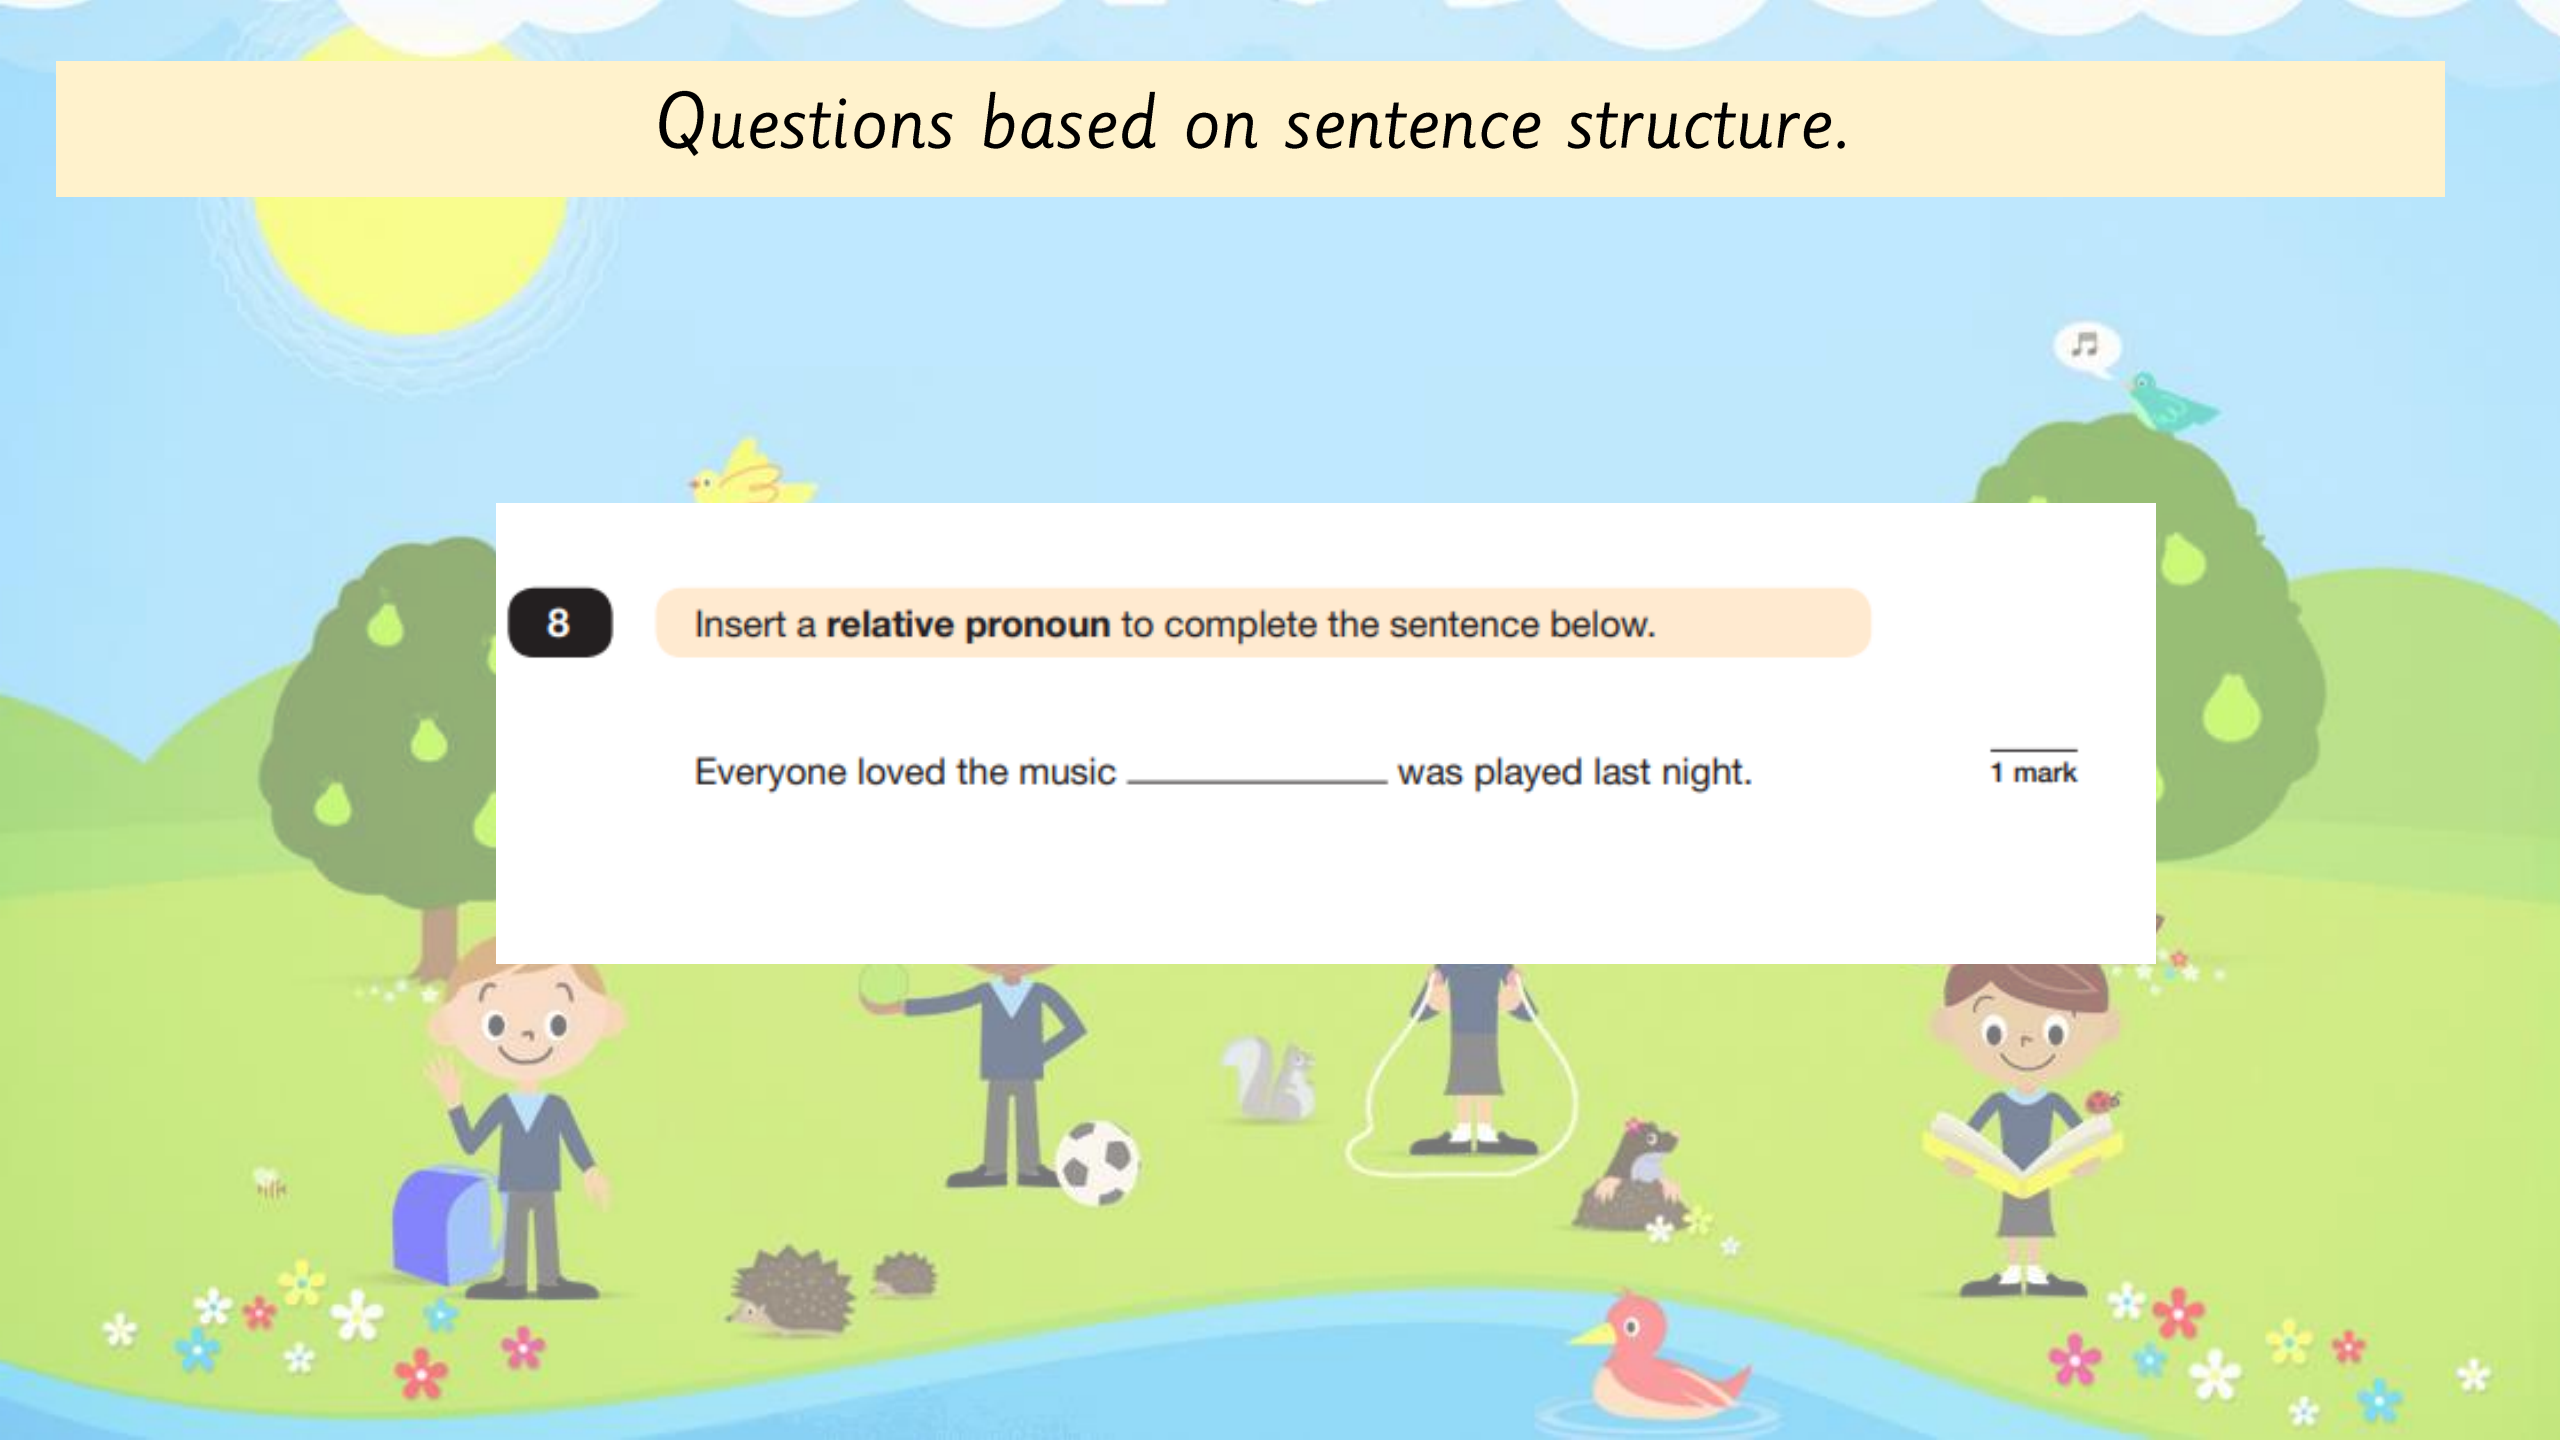 Questions based on sentence structure.
8
Insert a relative pronoun to complete the sentence below.
Everyone loved the music ____________ was played last night.
1 mark